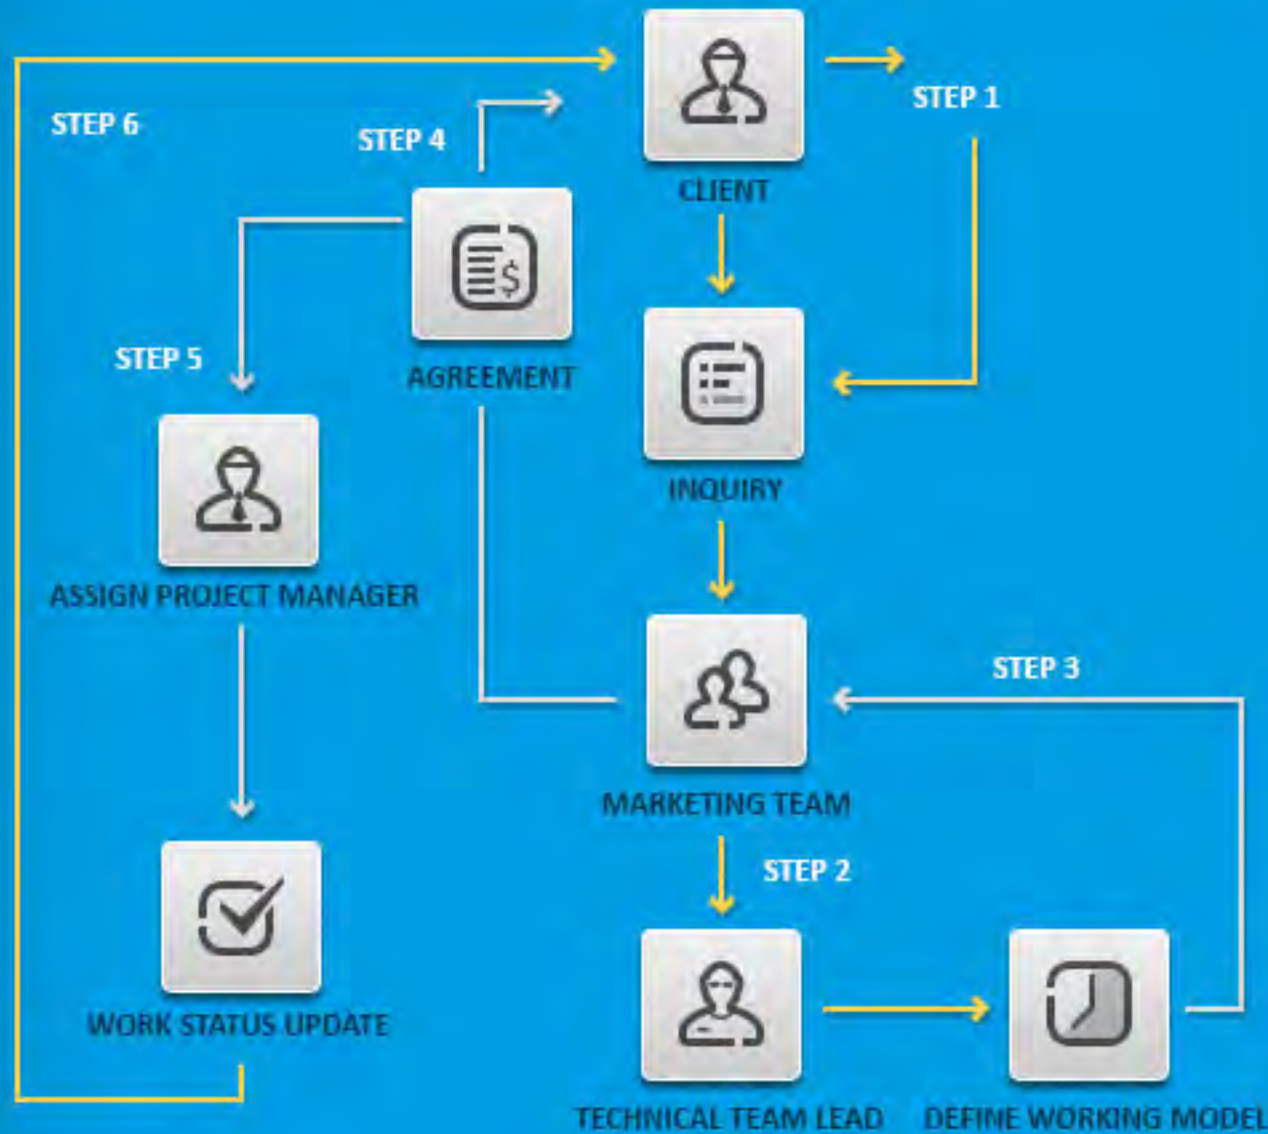 STEP 1
STEP 6
STEP 4
CLIENT
STEP 5
AGREEMENT
INQUIRY
ASSIGN PROJECT MANAGER
STEP 3
MARKETING TEAM
STEP 2
WORK STATUS UPDATE
TECHNICAL TEAM LEAD
DEFINE WORKING MODEL